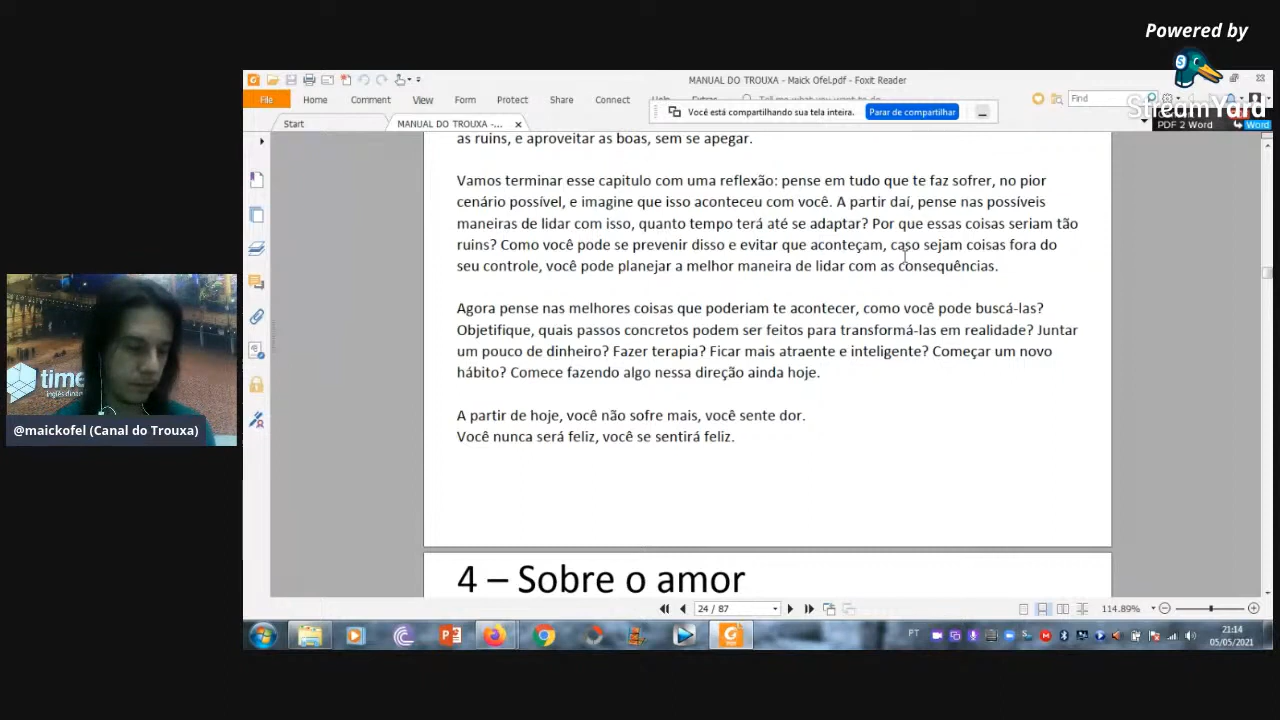 Powered by
StreamYard
MANUAL DO TROUXA - Maick Ofel.pdf - Foxit Reader
File Home Comment View Form Protect Share Connect Help Extras
Find
Você está compartilhando sua tela inteira. Parar de compartilhar
Start MANUAL DO TROUXA -...
PDF 2 Word Word
as ruins, e aproveitar as boas, sem se apegar.
Vamos terminar esse capitulo com uma reflexão: pense em tudo que te faz sofrer, no pior
cenário possível, e imagine que isso aconteceu com você. A partir daí, pense nas possíveis
maneiras de lidar com isso, quanto tempo terá até se adaptar? Por que essas coisas seriam tão
ruins? Como você pode se prevenir disso e evitar que aconteçam, caso sejam coisas fora do
seu controle, você pode planejar a melhor maneira de lidar com as consequências.
Agora pense nas melhores coisas que poderiam te acontecer, como você pode buscá-las?
Objetifique, quais passos concretos podem ser feitos para transformá-las em realidade? Juntar
um pouco de dinheiro? Fazer terapia? Ficar mais atraente e inteligente? Começar um novo
hábito? Comece fazendo algo nessa direção ainda hoje.
A partir de hoje, você não sofre mais, você sente dor.
Você nunca será feliz, você se sentirá feliz.
4 – Sobre o amor
time
@maickofel (Canal do Trouxa)
24 / 87
114.89%
PT
21:14
05/05/2021